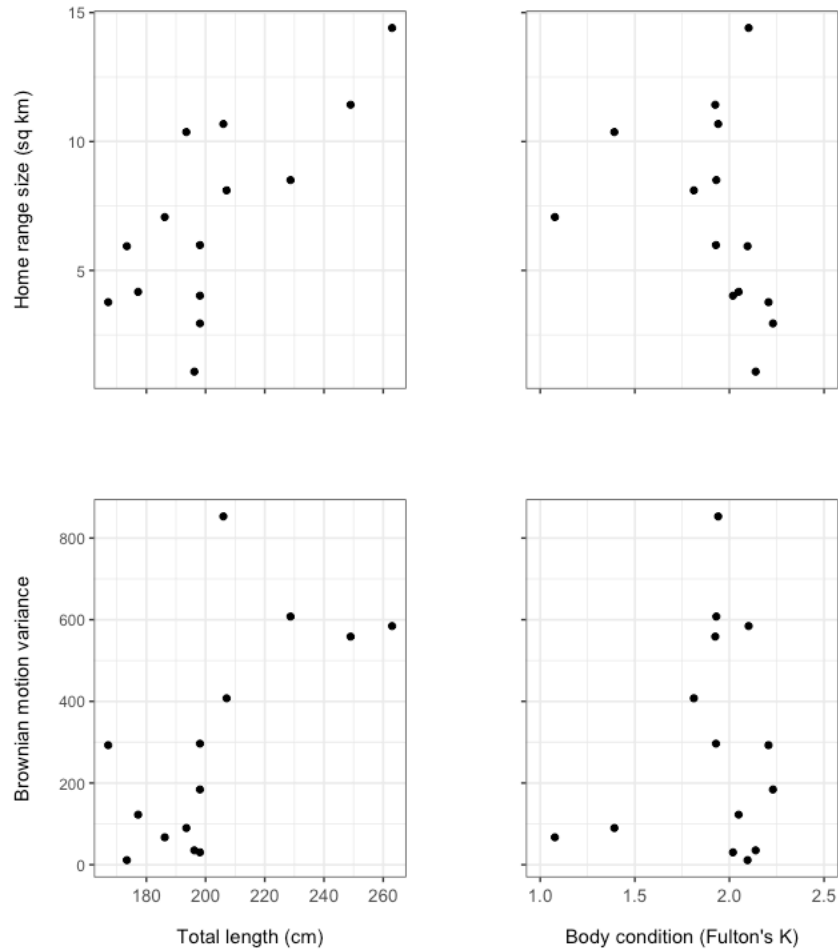 Home range size (sq km)
15
10
5
Brownian motion variance
800
600
400
200
0
180 200 220 240 260
1.0 1.5 2.0 2.5
Total length (cm)
Body condition (Fulton's K)